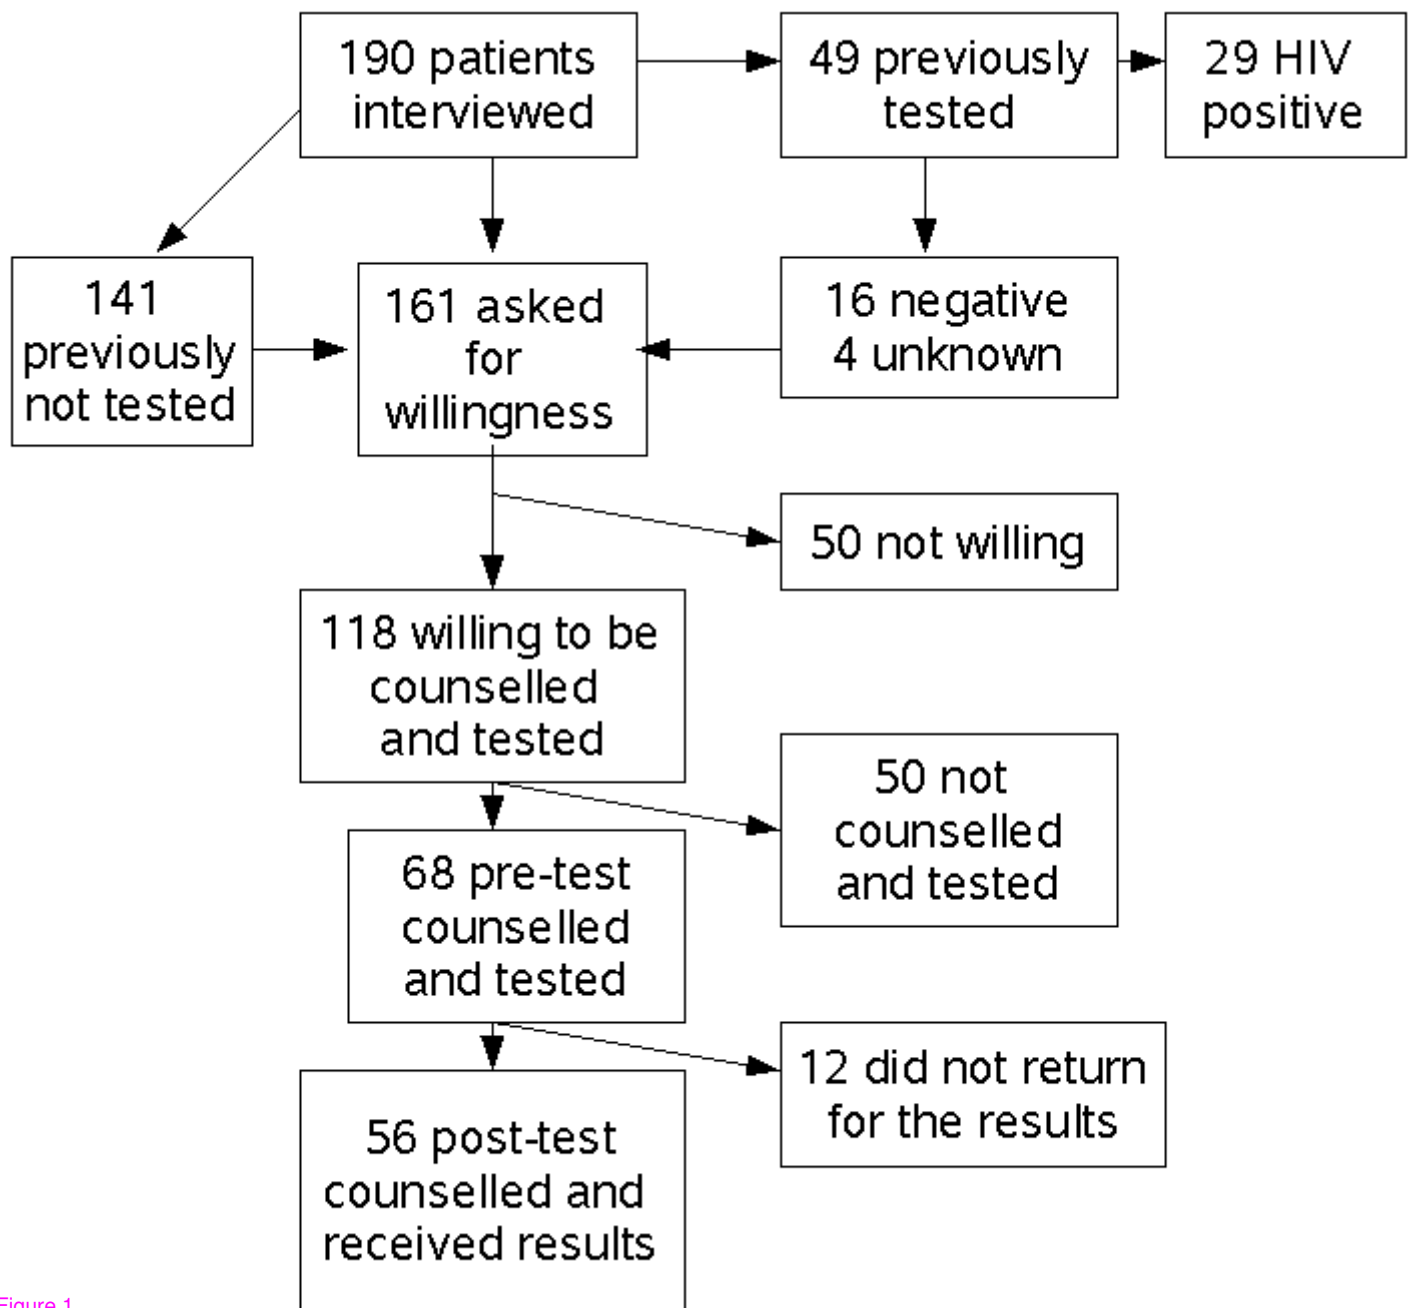 190 patients
interviewed
49 previously
tested
29 HIV
positive
141
previously
not tested
161 asked
for
willingness
16 negative
4 unknown
50 not willing
118 willing to be
counselled
and tested
50 not
counselled
and tested
68 pre-test
counselled
and tested
12 did not return
for the results
56 post-test
counselled and
received results
Figure 1